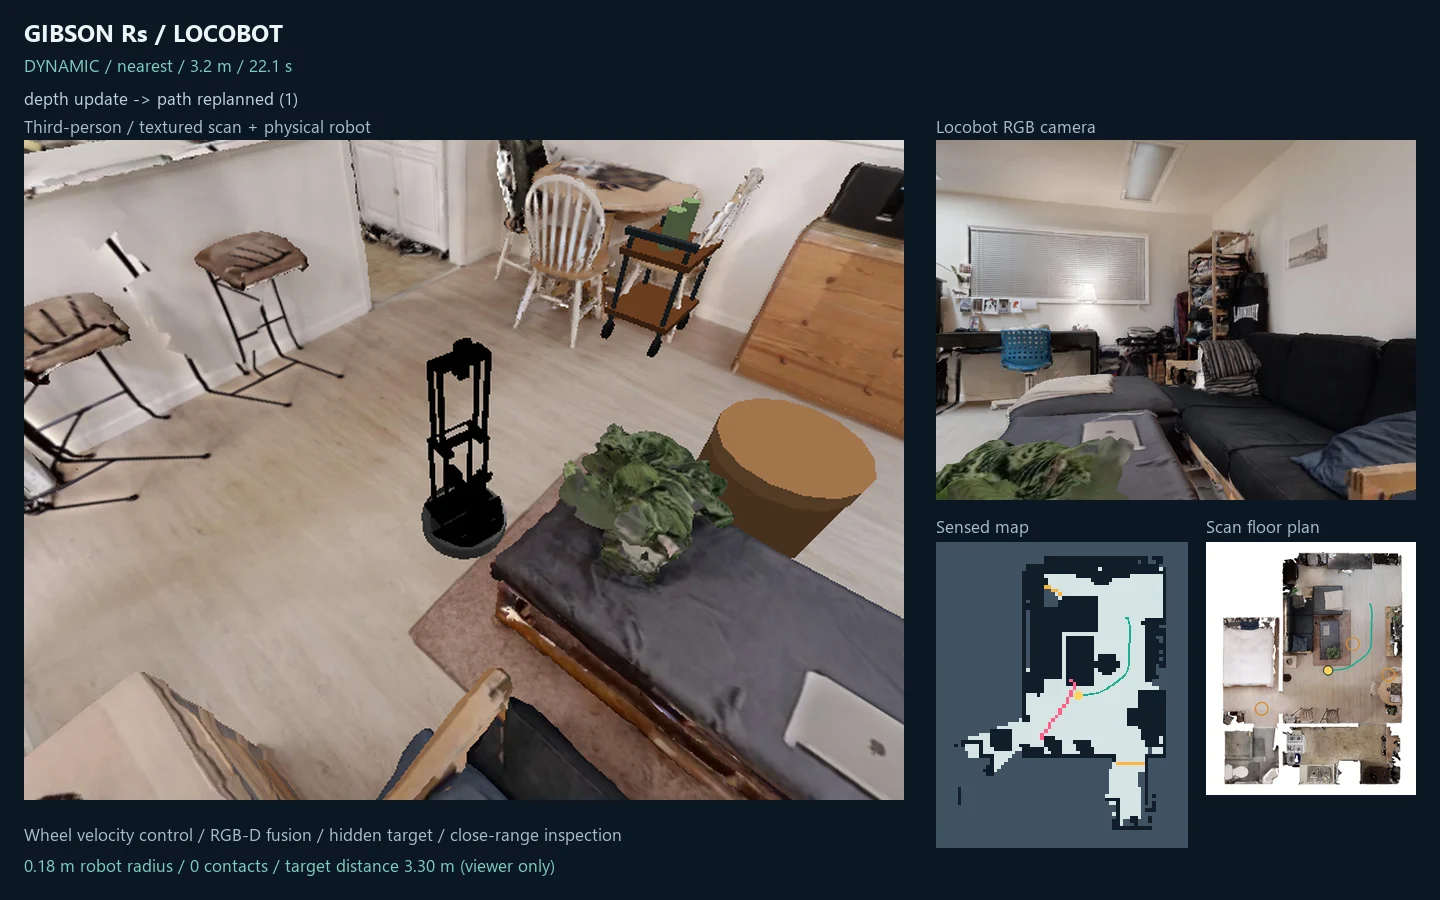 GIBSON Rs / LOCOBOT
DYNAMIC / nearest / 3.2 m / 22.1 s
depth update -> path replanned (1)
Third-person / textured scan + physical robot
Locobot RGB camera
Sensed map
Scan floor plan
Wheel velocity control / RGB-D fusion / hidden target / close-range inspection
0.18 m robot radius / 0 contacts / target distance 3.30 m (viewer only)